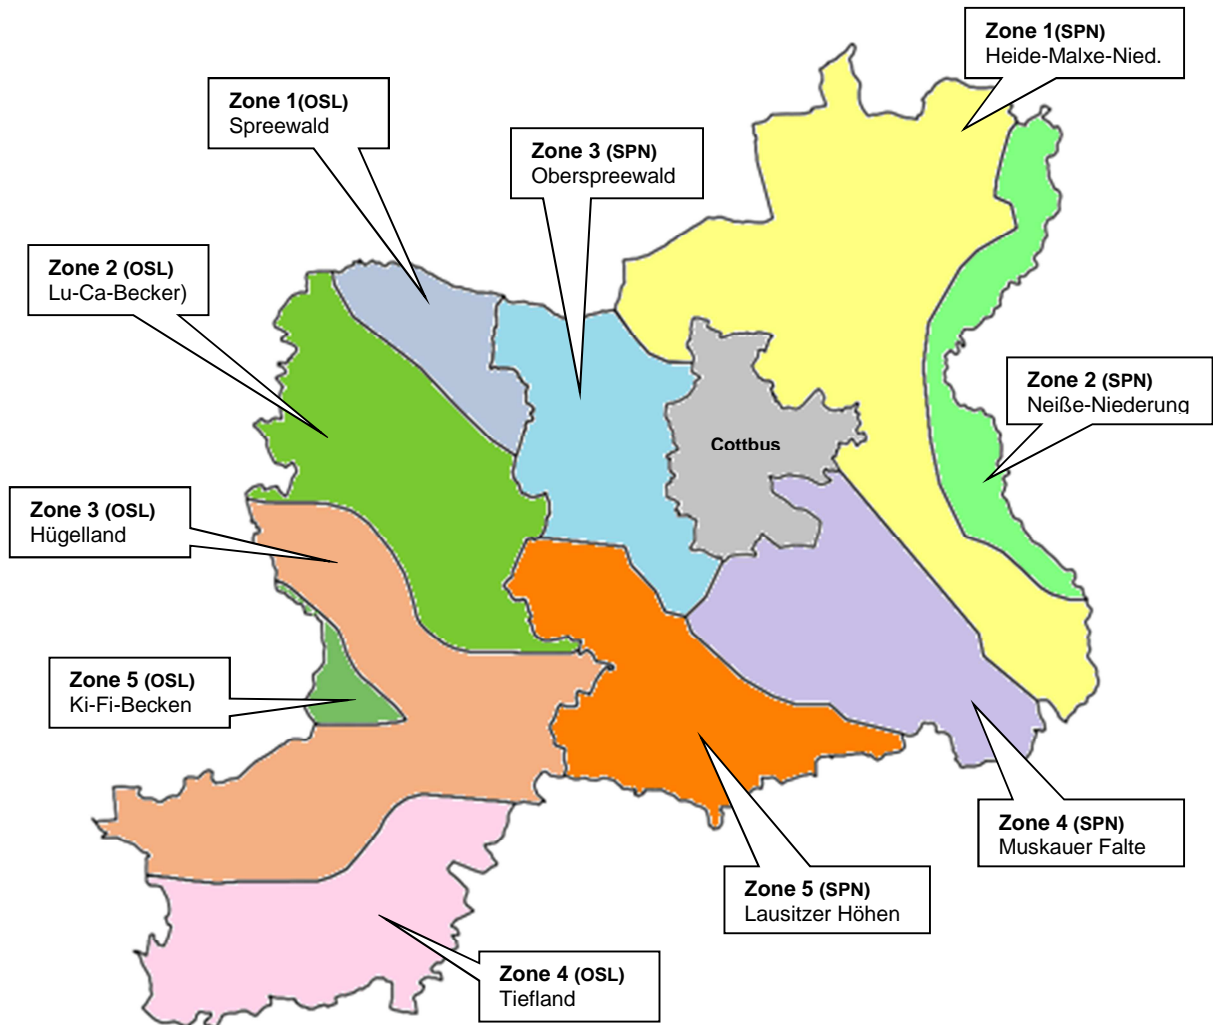 Zone 1(SPN)
Heide-Malxe-Nied.
Zone 1(OSL)
Spreewald
Zone 3 (SPN)
Oberspreewald
Zone 2 (OSL)
Lu-Ca-Becker)
Zone 2 (SPN)
Neiße-Niederung
Cottbus
Zone 3 (OSL)
Hügelland
Zone 5 (OSL)
Ki-Fi-Becken
Zone 4 (SPN)
Muskauer Falte
Zone 5 (SPN)
Lausitzer Höhen
Zone 4 (OSL)
Tiefland